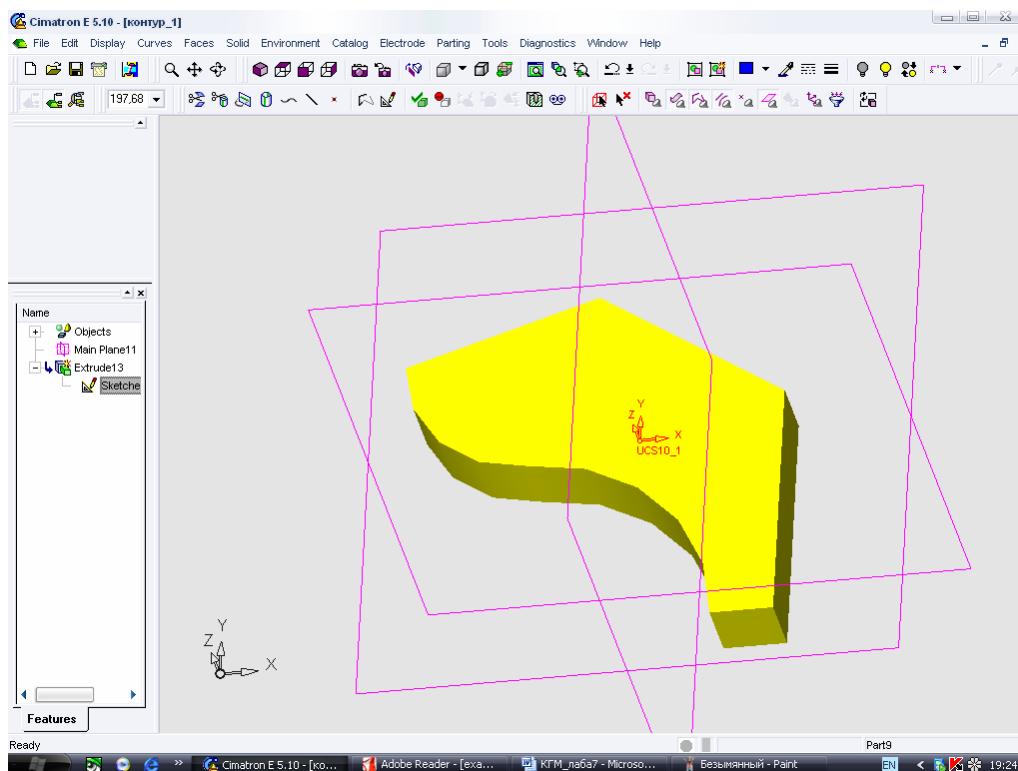 Cimatron E 5.10 - [контур_1]
File Edit Display Curves Faces Solid Environment Catalog Electrode Parting Tools Diagnostics Window Help
197,68
Name
Objects
Main Plane11
Extrude13
Sketche
Y
Z
X
UCS10_1
Y
Z
X
Features
Ready
Part9
Cimatron E 5.10 - [ко...
Adobe Reader - [exa...
КГМ_лаба7 - Microso...
Безымянный - Paint
EN
19:24